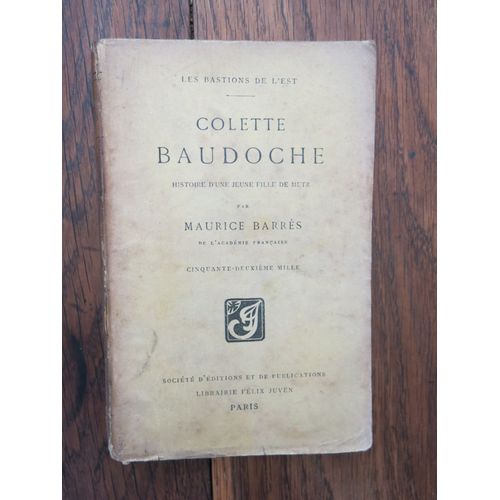 LES BASTIONS DE L'EST
COLETTE
BAUDOCHE
HISTOIRE D'UNE JEUNE FILLE DE METZ
PAR
MAURICE BARRÈS
DE L'ACADÉMIE FRANÇAISE
CINQUANTE-DEUXIÈME MILLE
SOCIÉTÉ D'ÉDITIONS ET DE PUBLICATIONS
LIBRAIRIE FÉLIX JUVEN
PARIS